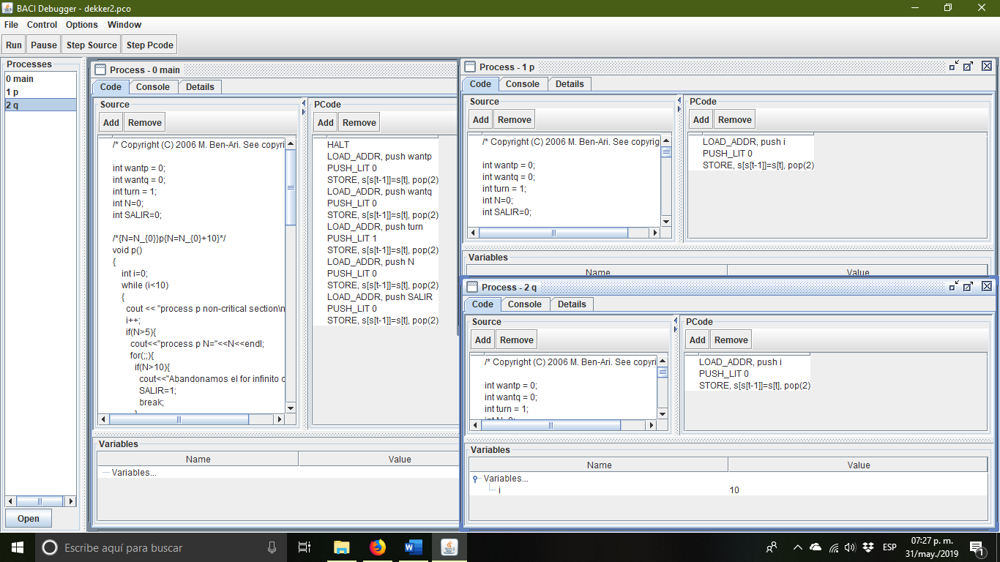 BACI Debugger - dekker2.pco
File Control Options Window
Run Pause Step Source Step Pcode
Processes
0 main
1 p
2 q
Open
Process - 0 main
Code Console Details
Source
Add Remove
/* Copyright (C) 2006 M. Ben-Ari. See copyri
int wantp = 0;
int wantq = 0;
int turn = 1;
int N=0;
int SALIR=0;
/*{N=N_{0}}p{N=N_{0}+10}*/
void p()
{
int i=0;
while (i<10)
{
cout << "process p non-critical section\n
i++;
if(N>5){
cout<<"process p N="<<N<<endl;
for(;;){
if(N>10){
cout<<"Abandonamos el for infinito c
SALIR=1;
break;
}
PCode
Add Remove
HALT
LOAD_ADDR, push wantp
PUSH_LIT 0
STORE, s[s[t-1]]=s[t], pop(2)
LOAD_ADDR, push wantq
PUSH_LIT 0
STORE, s[s[t-1]]=s[t], pop(2)
LOAD_ADDR, push turn
PUSH_LIT 1
STORE, s[s[t-1]]=s[t], pop(2)
LOAD_ADDR, push N
PUSH_LIT 0
STORE, s[s[t-1]]=s[t], pop(2)
LOAD_ADDR, push SALIR
PUSH_LIT 0
STORE, s[s[t-1]]=s[t], pop(2)
Variables
Name Value
Variables...
Process - 1 p
Code Console Details
Source
Add Remove
/* Copyright (C) 2006 M. Ben-Ari. See copyrig
int wantp = 0;
int wantq = 0;
int turn = 1;
int N=0;
int SALIR=0;
PCode
Add Remove
LOAD_ADDR, push i
PUSH_LIT 0
STORE, s[s[t-1]]=s[t], pop(2)
Variables
Name Value
Process - 2 q
Code Console Details
Source
Add Remove
/* Copyright (C) 2006 M. Ben-Ari. See copyri
int wantp = 0;
int wantq = 0;
int turn = 1;
int N=0;
PCode
Add Remove
LOAD_ADDR, push i
PUSH_LIT 0
STORE, s[s[t-1]]=s[t], pop(2)
Variables
Name Value
Variables...
i 10
Escribe aquí para buscar
ESP
07:27 p. m.
31/may./2019
1